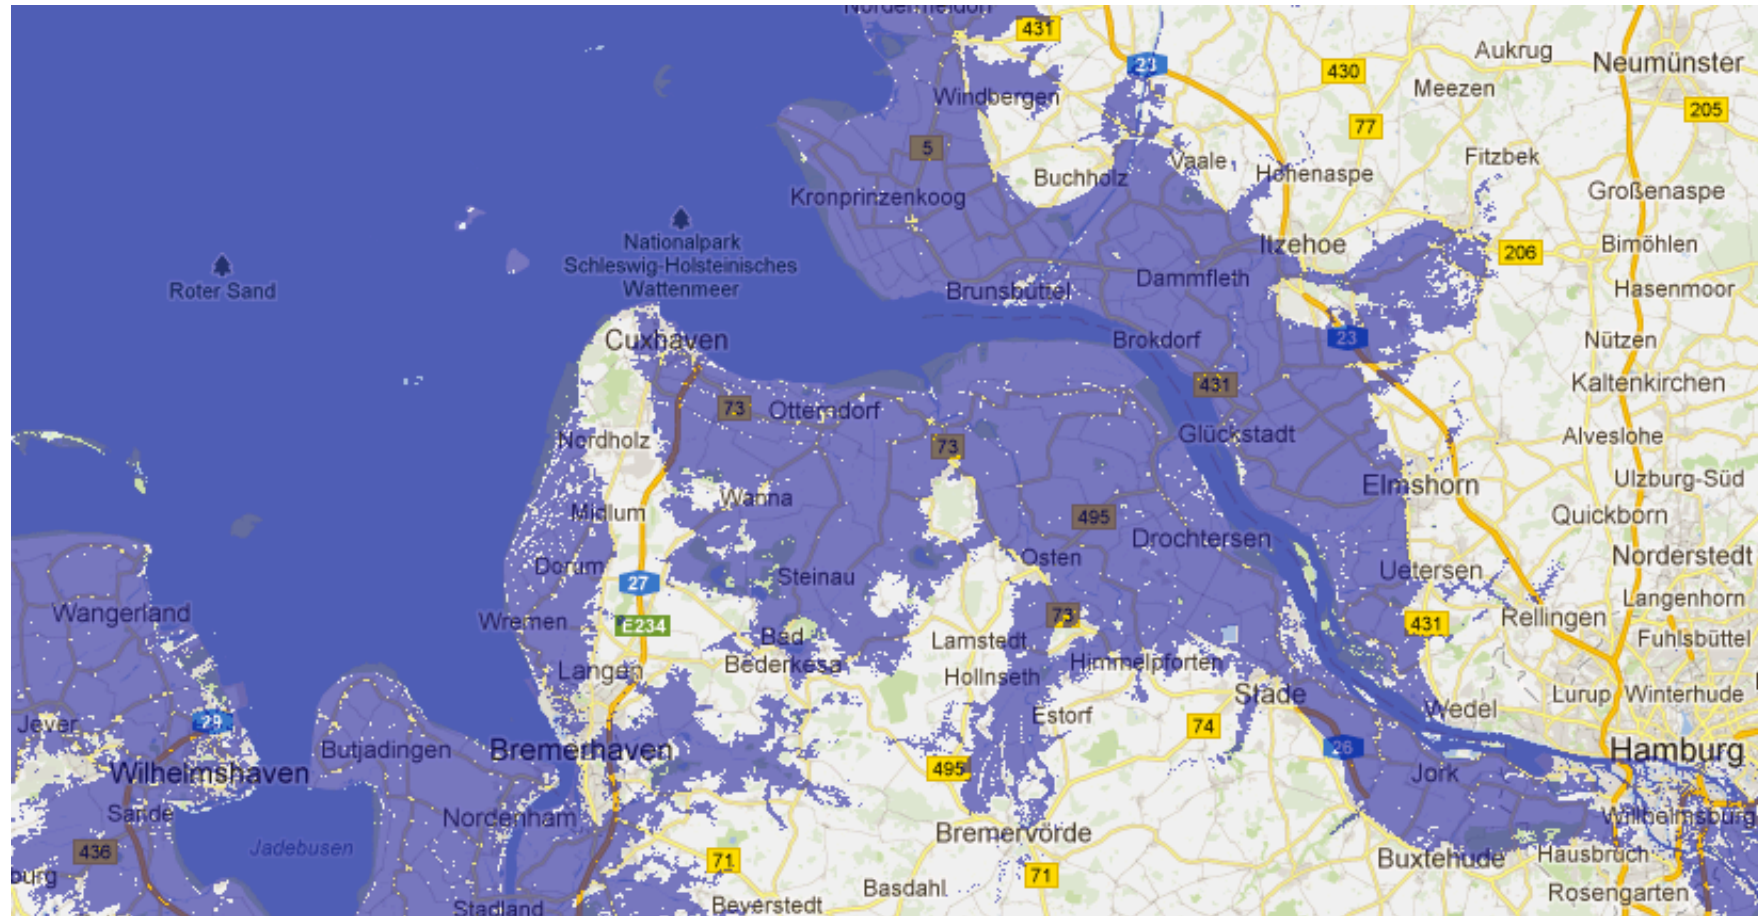 Nordermeldorf
431
Aukrug
Neumünster
23
430
Meezen
Windbergen
205
77
5
Vaale
Fitzbek
Buchholz
Hohenaspe
Großenaspe
Kronprinzenkoog
Nationalpark
Schleswig-Holsteinisches
Wattenmeer
Itzehoe
206
Bimöhlen
Roter Sand
Brunsbüttel
Dammfleth
Hasenmoor
Cuxhaven
Brokdorf
23
Nützen
431
Kaltenkirchen
73
Otterndorf
Nordholz
73
Glückstadt
Alveslohe
Wanna
Elmshorn
Ulzburg-Süd
Midlum
495
Quickborn
Drochtersen
Dorum
Steinau
Osten
Norderstedt
27
Uetersen
Wangerland
Wremen
E234
73
431
Rellingen
Langenhorn
Bad
Bederkesa
Lamstedt
Fuhlsbüttel
Langen
Hollnseth
Himmelpforten
Stade
Lurup
Winterhude
Jever
29
Estorf
74
Wedel
Butjadingen
Bremerhaven
26
Hamburg
Wilhelmshaven
495
Jork
Sande
Nordenham
Bremervörde
Wilhelmsburg
436
Jadebusen
71
Buxtehude
Hausbruch
burg
71
Basdahl
Rosengarten
Stadland
Beverstedt